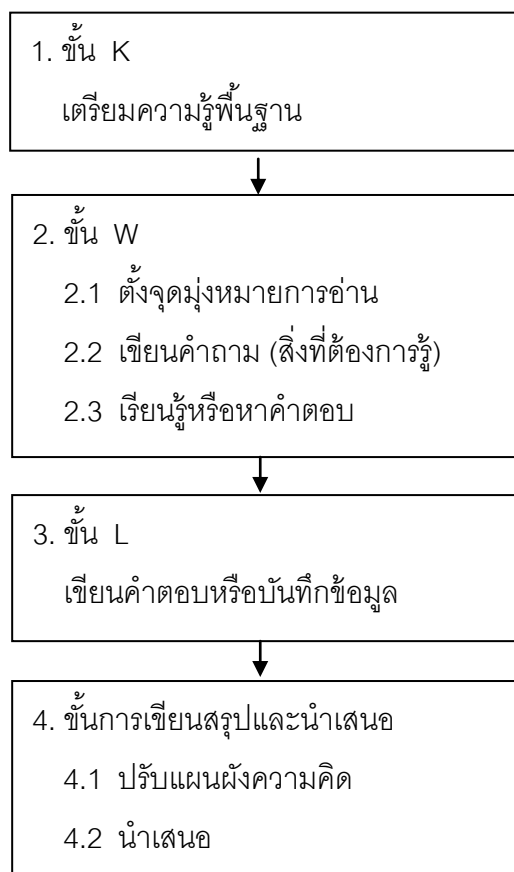 1. ขั้น K
เตรียมความรู้พื้นฐาน
2. ขั้น W
2.1 ตั้งจุดมุ่งหมายการอ่าน
2.2 เขียนคำถาม (สิ่งที่ต้องการรู้)
2.3 เรียนรู้หรือหาคำตอบ
3. ขั้น L
เขียนคำตอบหรือบันทึกข้อมูล
4. ขั้นการเขียนสรุปและนำเสนอ
4.1 ปรับแผนผังความคิด
4.2 นำเสนอ